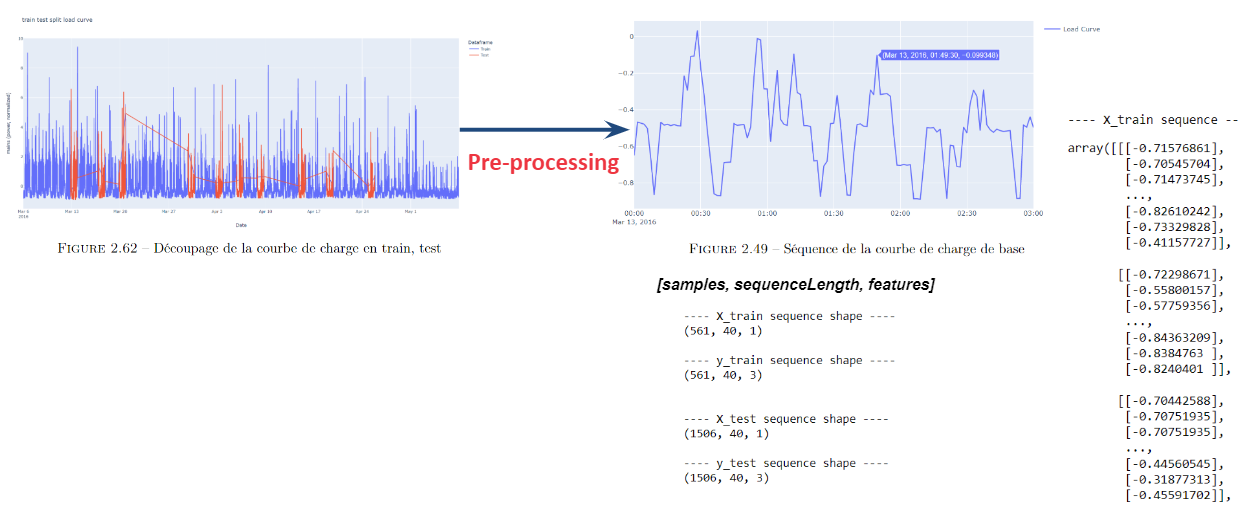 train test split load curve
mains (power, normalized)
10
8
6
4
2
0
Mar 6
2016
Mar 13
Mar 20
Mar 27
Apr 3
Apr 10
Apr 17
Apr 24
May 1
Date
Dataframe
Train
Test
FIGURE 2.62 – Découpage de la courbe de charge en train, test
Pre-processing
0
−0.2
−0.4
−0.6
−0.8
00:00
Mar 13, 2016
00:30
01:00
01:30
02:00
02:30
03:00
(Mar 13, 2016, 01:49:30, −0.099348)
Load Curve
FIGURE 2.49 – Séquence de la courbe de charge de base
[samples, sequenceLength, features]
---- X_train sequence shape ----
(561, 40, 1)
---- y_train sequence shape ----
(561, 40, 3)
---- X_test sequence shape ----
(1506, 40, 1)
---- y_test sequence shape ----
(1506, 40, 3)
---- X_train sequence --
array([[[-0.71576861],
[-0.70545704],
[-0.71473745],
...,
[-0.82610242],
[-0.73329828],
[-0.41157727]],
[[-0.72298671],
[-0.55800157],
[-0.57759356],
...,
[-0.84363209],
[-0.8384763 ],
[-0.8240401 ]],
[[-0.70442588],
[-0.70751935],
[-0.70751935],
...,
[-0.44560545],
[-0.31877313],
[-0.45591702]],